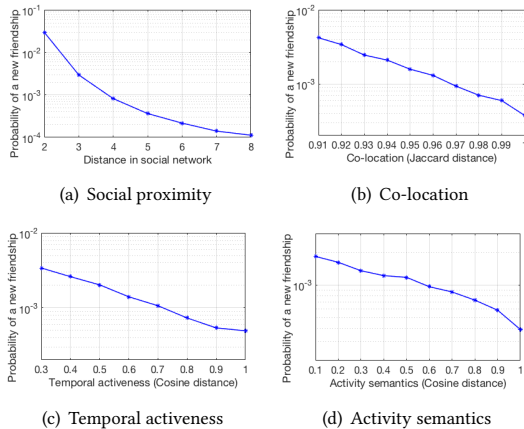 Probability of a new friendship
10-1
10-2
10-3
10-4
2 3 4 5 6 7 8
Distance in social network
(a) Social proximity
Probability of a new friendship
10-2
10-3
0.91 0.92 0.93 0.94 0.95 0.96 0.97 0.98 0.99 1
Co-location (Jaccard distance)
(b) Co-location
Probability of a new friendship
10-2
10-3
0.3 0.4 0.5 0.6 0.7 0.8 0.9 1
Temporal activeness (Cosine distance)
(c) Temporal activeness
Probability of a new friendship
10-3
0.1 0.2 0.3 0.4 0.5 0.6 0.7 0.8 0.9 1
Activity semantics (Cosine distance)
(d) Activity semantics